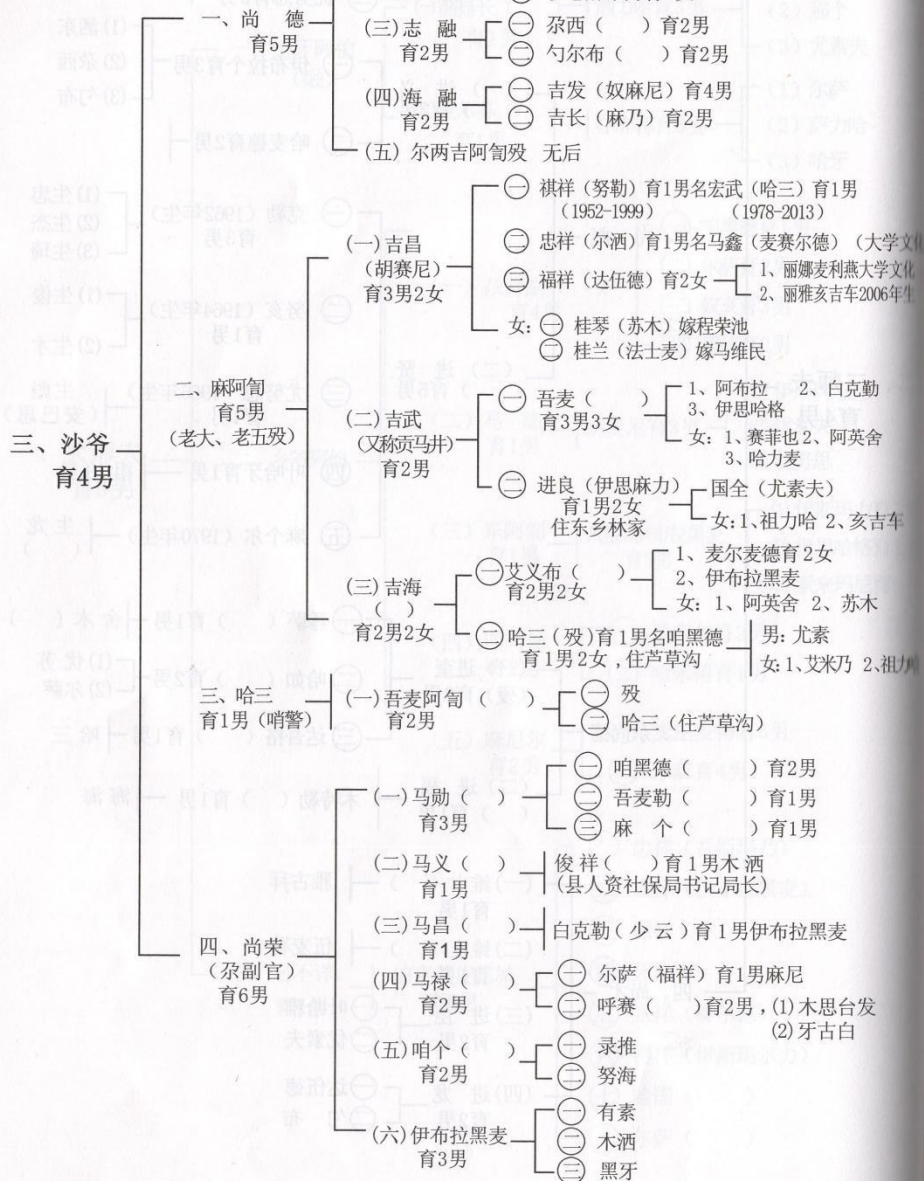 三、沙爷
育4男
一、尚 德
育5男
(三)志 融
育2男
㊀ 尕西（ ）育2男
㊁ 勺尔布（ ）育2男
(四)海 融
育2男
㊀ 吉发（奴麻尼）育4男
㊁ 吉长（麻乃）育2男
(五)尔两吉阿訇殁 无后
二、麻阿訇
育5男
(老大、老五殁)
(一)吉昌
(胡赛尼)
育3男2女
㊀ 祺祥（努勒）育1男名宏武（哈三）育1男
(1952-1999) (1978-2013)
㊁ 忠祥（尔洒）育1男名马鑫（麦赛尔德）(大学文化
㊂ 福祥（达伍德）育2女
1、丽娜麦利燕大学文化
2、丽雅亥吉车2006年生
女：㊀ 桂琴（苏木）嫁程荣池
㊁ 桂兰（法士麦）嫁马维民
(二)吉武
(又称贡马井)
育2男
㊀ 吾麦（ ）
育3男3女
1、阿布拉 2、白克勤
3、伊思哈格
女：1、赛菲也 2、阿英舍
3、哈力麦
㊁ 进良（伊思麻力）
育1男2女
住东乡林家
国全（尤素夫）
女:1、祖力哈 2、亥吉车
(三)吉海
( )
育2男2女
㊀艾义布（ ）
育2男2女
1、麦尔麦德育2女
2、伊布拉黑麦
女：1、阿英舍 2、苏木
㊁哈三（殁）育1男名咱黑德
育1男2女，住芦草沟
男：尤素
女:1、艾米乃 2、祖力
三、哈三
育1男（哨警）
(一)吾麦阿訇（ ）
育2男
㊀ 殁
㊁ 哈三（住芦草沟）
四、尚荣
(尕副官)
育6男
(一)马勋（ ）
育3男
㊀ 咱黑德（ ）育2男
㊁ 吾麦勒（ ）育1男
㊂ 麻 个（ ）育1男
(二)马义（ ）
育1男
俊祥（ ）育1男木洒
(县人资社保局书记局长)
(三)马昌（ ）
育1男
白克勒（少云）育1男伊布拉黑麦
(四)马禄（ ）
育2男
㊀ 尔萨（福祥）育1男麻尼
㊁ 呼赛（ ）育2男，(1)木思台发
(2)牙古白
(五)咱个（ ）
育2男
㊀ 录推
㊁ 努海
(六)伊布拉黑麦
育3男
㊀ 有素
㊁ 木洒
㊂ 黑牙